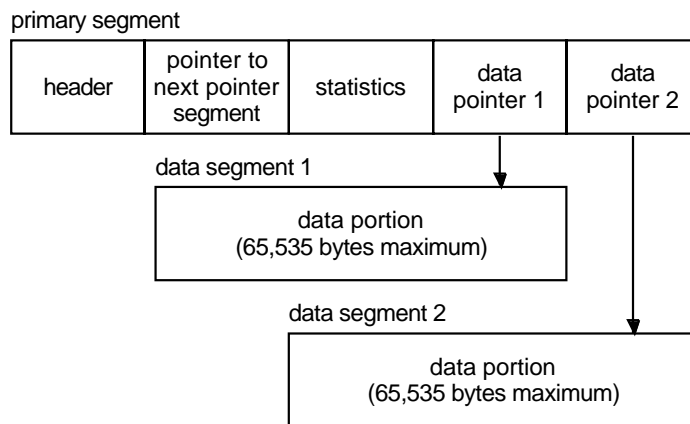 primary segment
header
pointer to
next pointer
segment
statistics
data
pointer 1
data
pointer 2
data segment 1
data portion
(65,535 bytes maximum)
data segment 2
data portion
(65,535 bytes maximum)